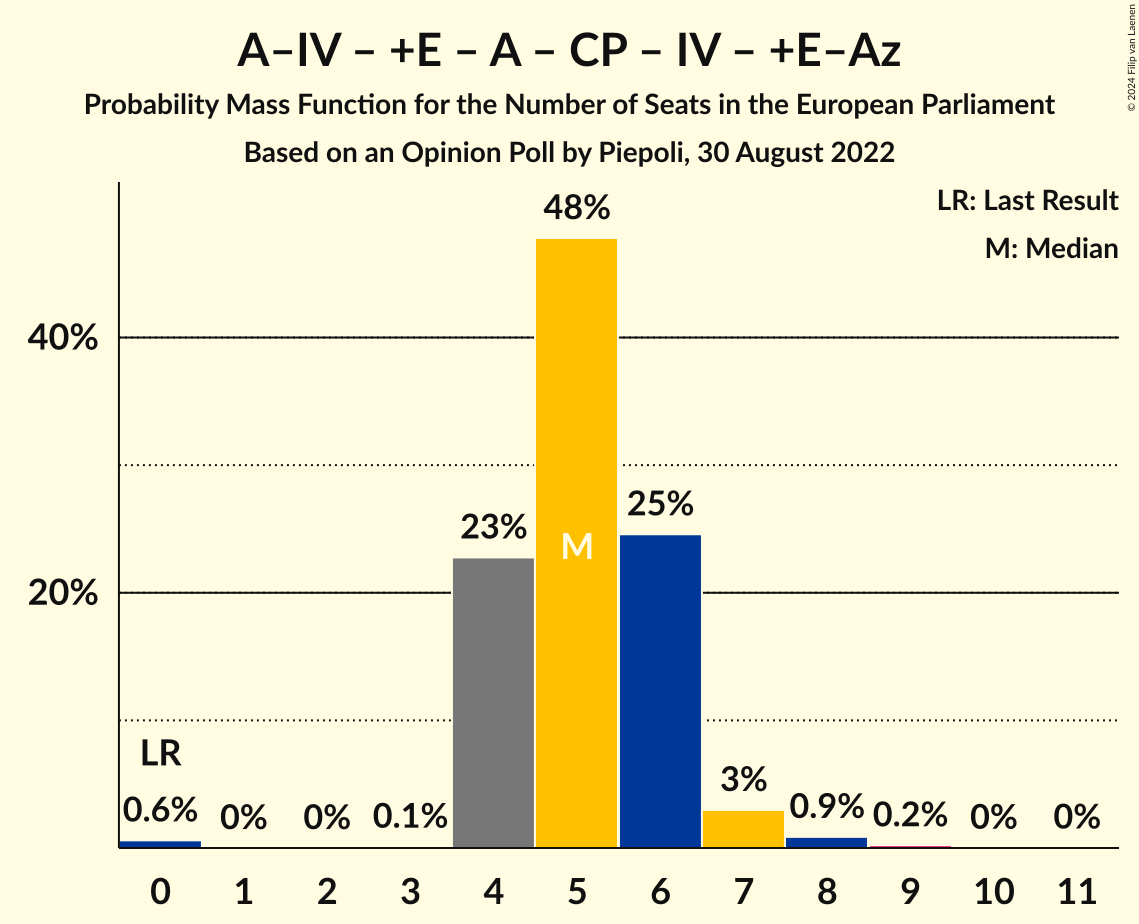 A–IV – +E – A – CP – IV – +E–Az
Probability Mass Function for the Number of Seats in the European Parliament
Based on an Opinion Poll by Piepoli, 30 August 2022
© 2024 Filip van Laenen
LR: Last Result
M: Median
48%
40%
25%
23%
M
20%
LR
0.6% 0% 0% 0.1% 3% 0.9% 0.2% 0% 0%
0 1 2 3 4 5 6 7 8 9 10 11